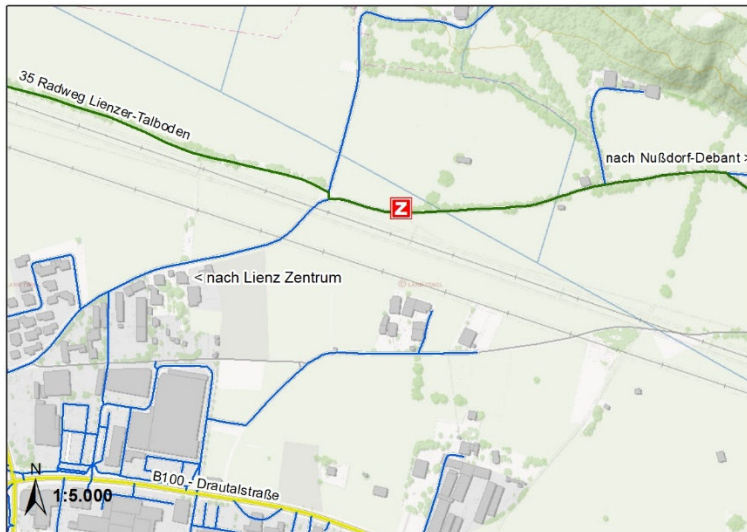 35 Radweg Lienzer-Talboden
nach Nußdorf-Debant >
Z
< nach Lienz Zentrum
B100 - Drautalstraße
N
1:5.000